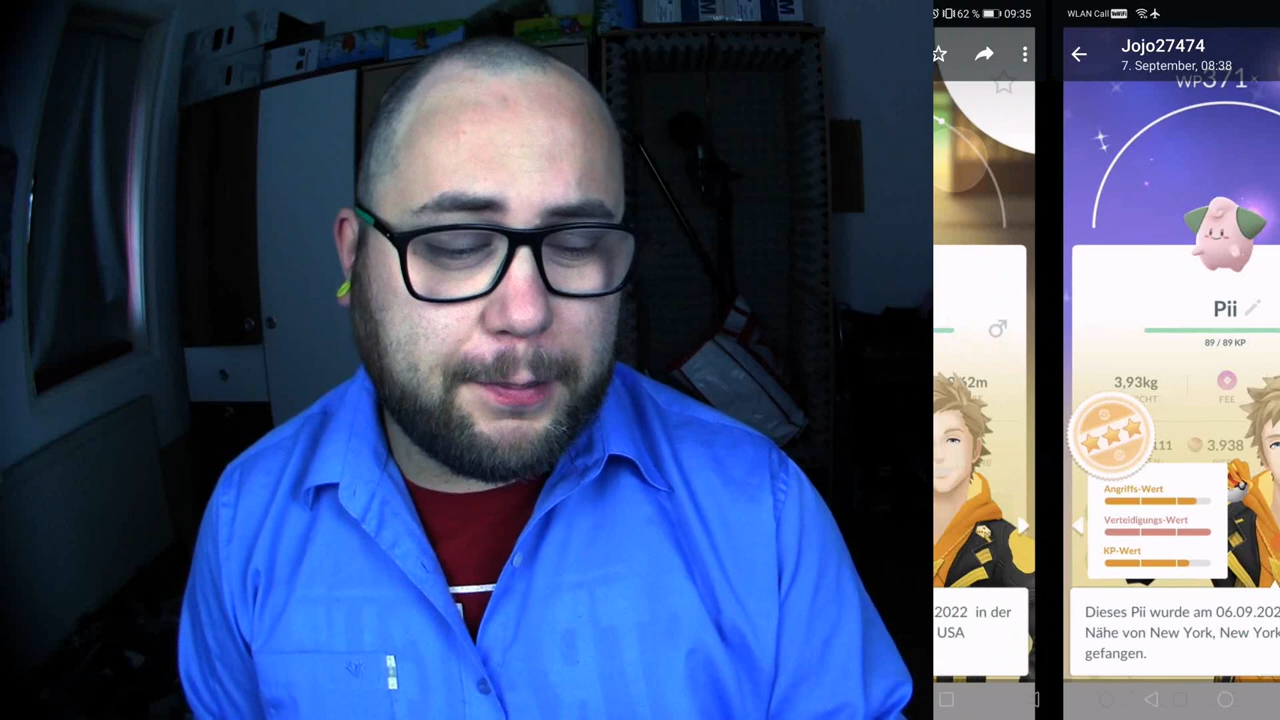 62 % 09:35
2022 in der
USA
WLAN Call
Jojo27474
7. September, 08:38
WP371
Pii
89 / 89 KP
3,93kg
FEE
111
3.938
Angriffs-Wert
Verteidigungs-Wert
KP-Wert
Dieses Pii wurde am 06.09.202
Nähe von New York, New York
gefangen.